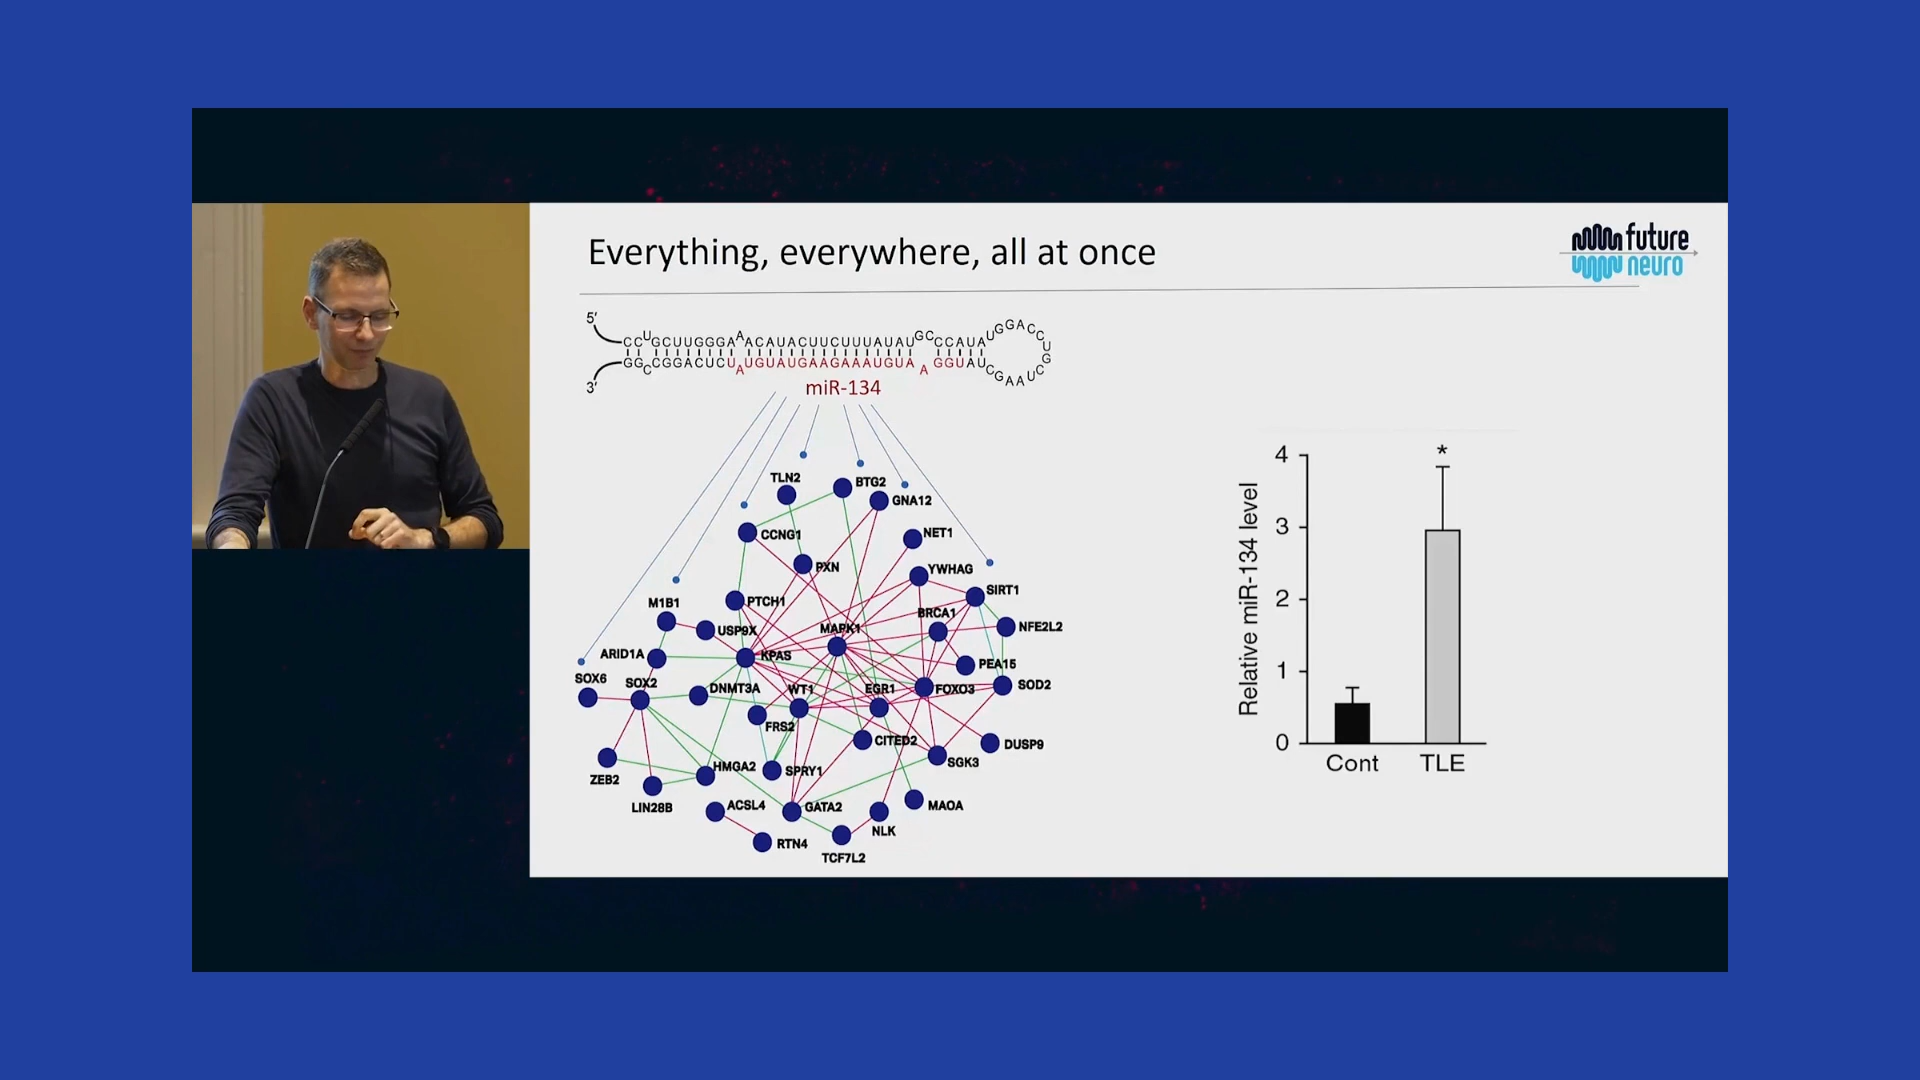 Everything, everywhere, all at once
future
neuro
5'
CCUGCUUGGGAAACAUACUUCUUUAUAUGCCCAUAUGGACCUG
GGCCGGACUCUAUGUAUGAAGAAAUGUAAGGUAUCGAAUC
3'
miR-134
TLN2
BTG2
GNA12
CCNG1
NET1
PXN
YWHAG
SIRT1
M1B1
PTCH1
BRCA1
USP9X
MAPK1
NFE2L2
ARID1A
KPAS
PEA15
SOX6
SOX2
DNMT3A
WT1
EGR1
FOXO3
SOD2
FRS2
CITED2
DUSP9
SGK3
HMGA2
SPRY1
ZEB2
LIN28B
ACSL4
GATA2
MAOA
NLK
RTN4
TCF7L2
Relative miR-134 level
4
3
2
1
0
*
Cont
TLE